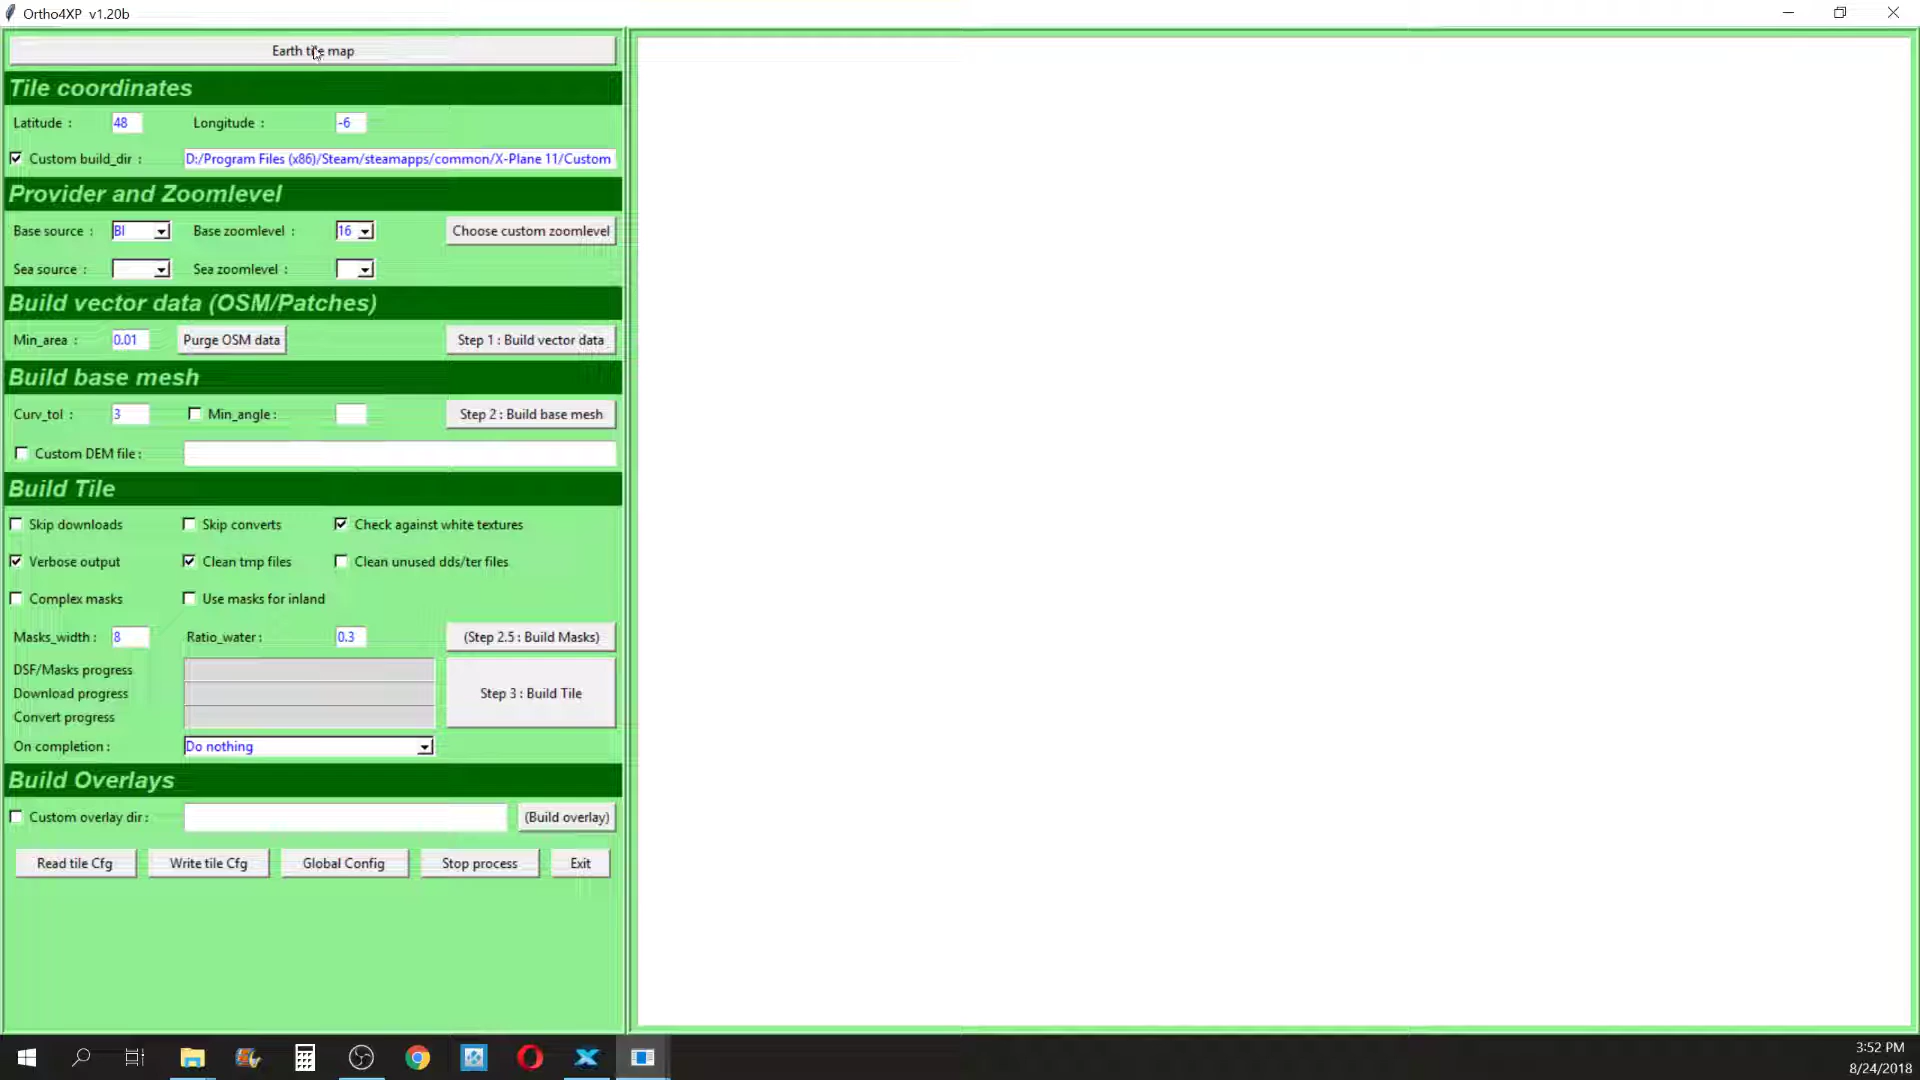 Ortho4XP v1.20b
Earth tile map
Tile coordinates
Latitude : 48 Longitude : -6
Custom build_dir : D:/Program Files (x86)/Steam/steamapps/common/X-Plane 11/Custom
Provider and Zoomlevel
Base source : BI Base zoomlevel : 16 Choose custom zoomlevel
Sea source : Sea zoomlevel :
Build vector data (OSM/Patches)
Min_area : 0.01 Purge OSM data Step 1 : Build vector data
Build base mesh
Curv_tol : 3 Min_angle : Step 2 : Build base mesh
Custom DEM file :
Build Tile
Skip downloads Skip converts Check against white textures
Verbose output Clean tmp files Clean unused dds/ter files
Complex masks Use masks for inland
Masks_width : 8 Ratio_water : 0.3 (Step 2.5 : Build Masks)
DSF/Masks progress
Download progress Step 3 : Build Tile
Convert progress
On completion : Do nothing
Build Overlays
Custom overlay dir : (Build overlay)
Read tile Cfg Write tile Cfg Global Config Stop process Exit
3:52 PM
8/24/2018